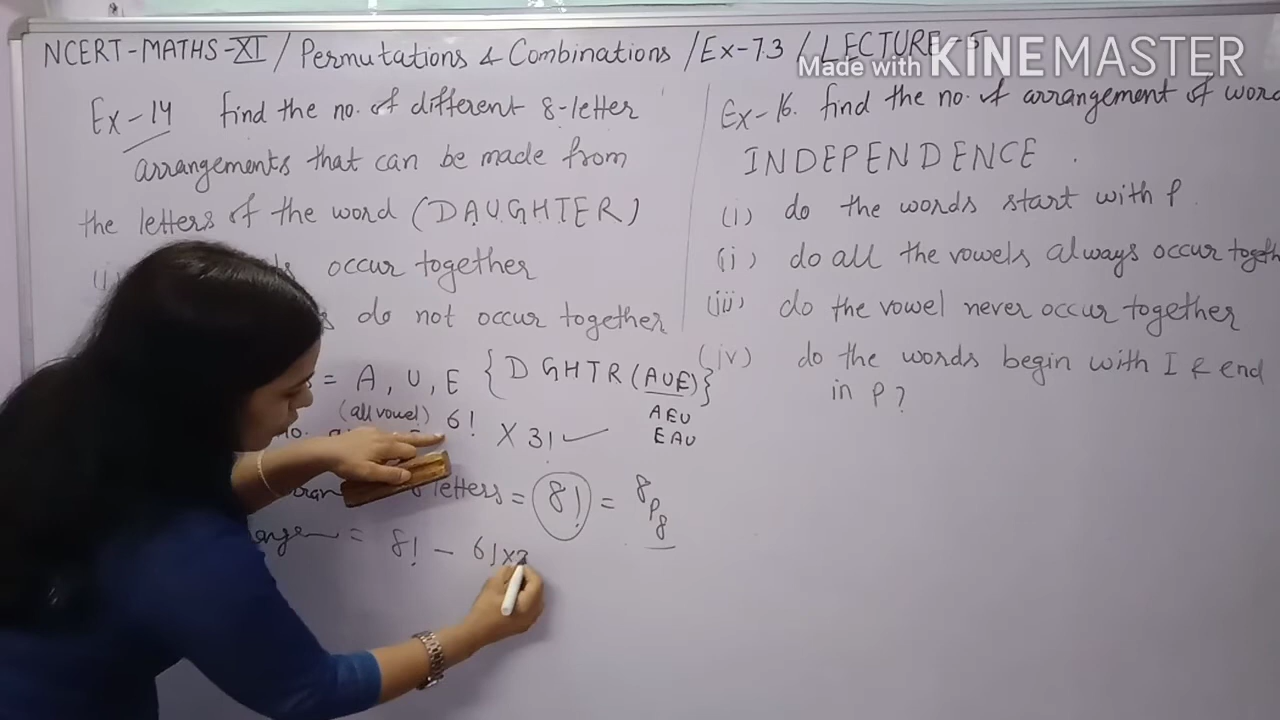 NCERT-MATHS-XI / Permutations & Combinations / Ex-7.3 / LECTURE-5
Made with KINEMASTER
Ex-14 find the no. of different 8-letter
arrangements that can be made from
the letters of the word (DAUGHTER)
occur together
do not occur together
= A, U, E {DGHTR(AUE)}
AEU
EAU
(all vowel) 6! X 3!
letters = 8! = 8P8
= 8! - 6!x3
Ex-16. find the no. of arrangement of word
INDEPENDENCE.
(i) do the words start with P.
(i) do all the vowels always occur togeth
(iii) do the vowel never occur together
(iv) do the words begin with I & end
in P?